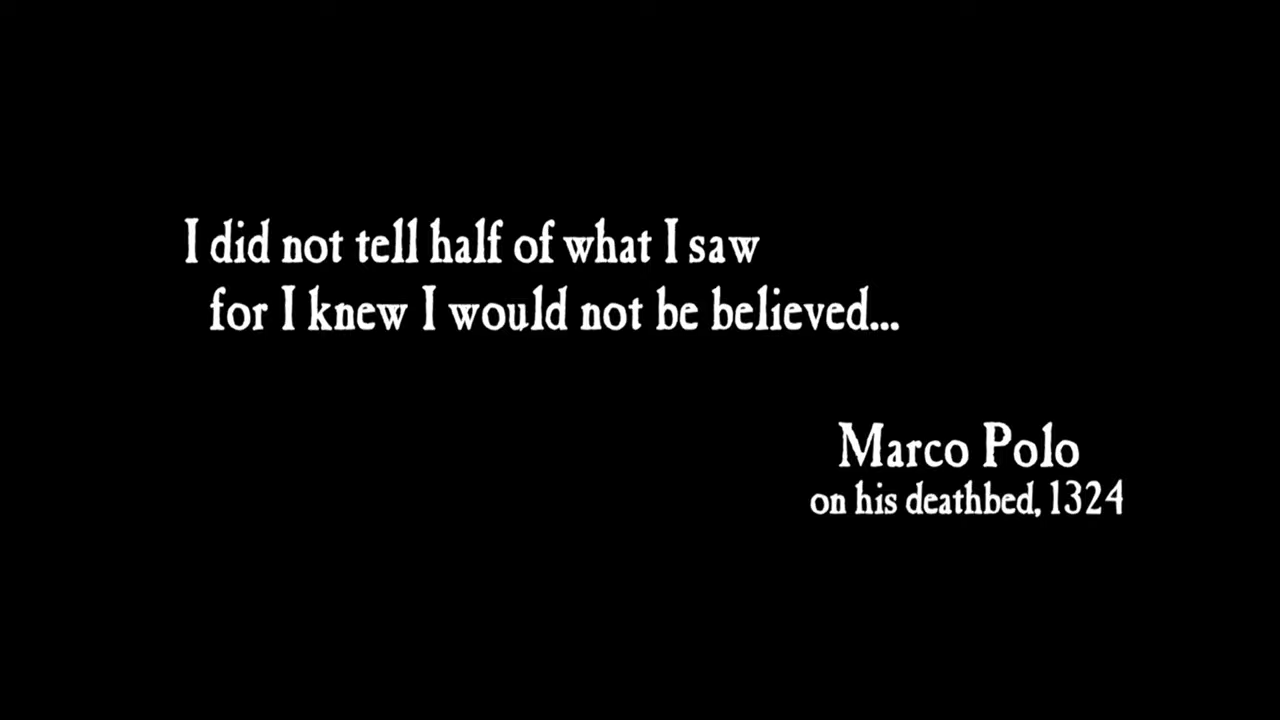 I did not tell half of what I saw
for I knew I would not be believed...
Marco Polo
on his deathbed, 1324